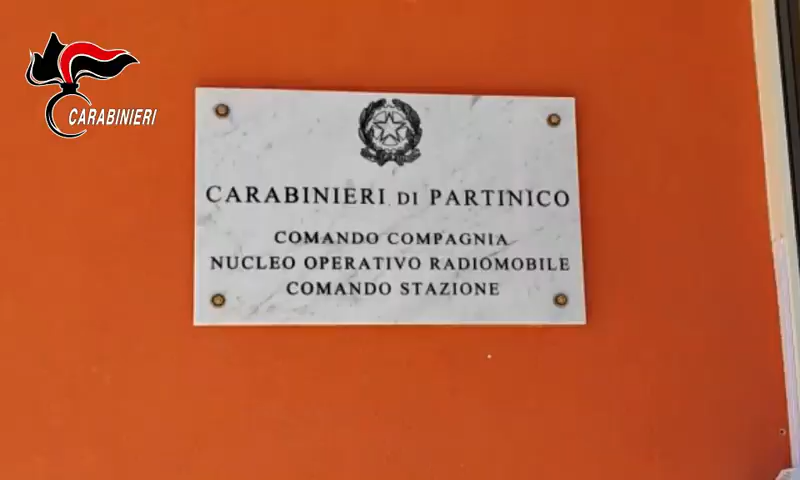 CARABINIERI
CARABINIERI DI PARTINICO
COMANDO COMPAGNIA
NUCLEO OPERATIVO RADIOMOBILE
COMANDO STAZIONE